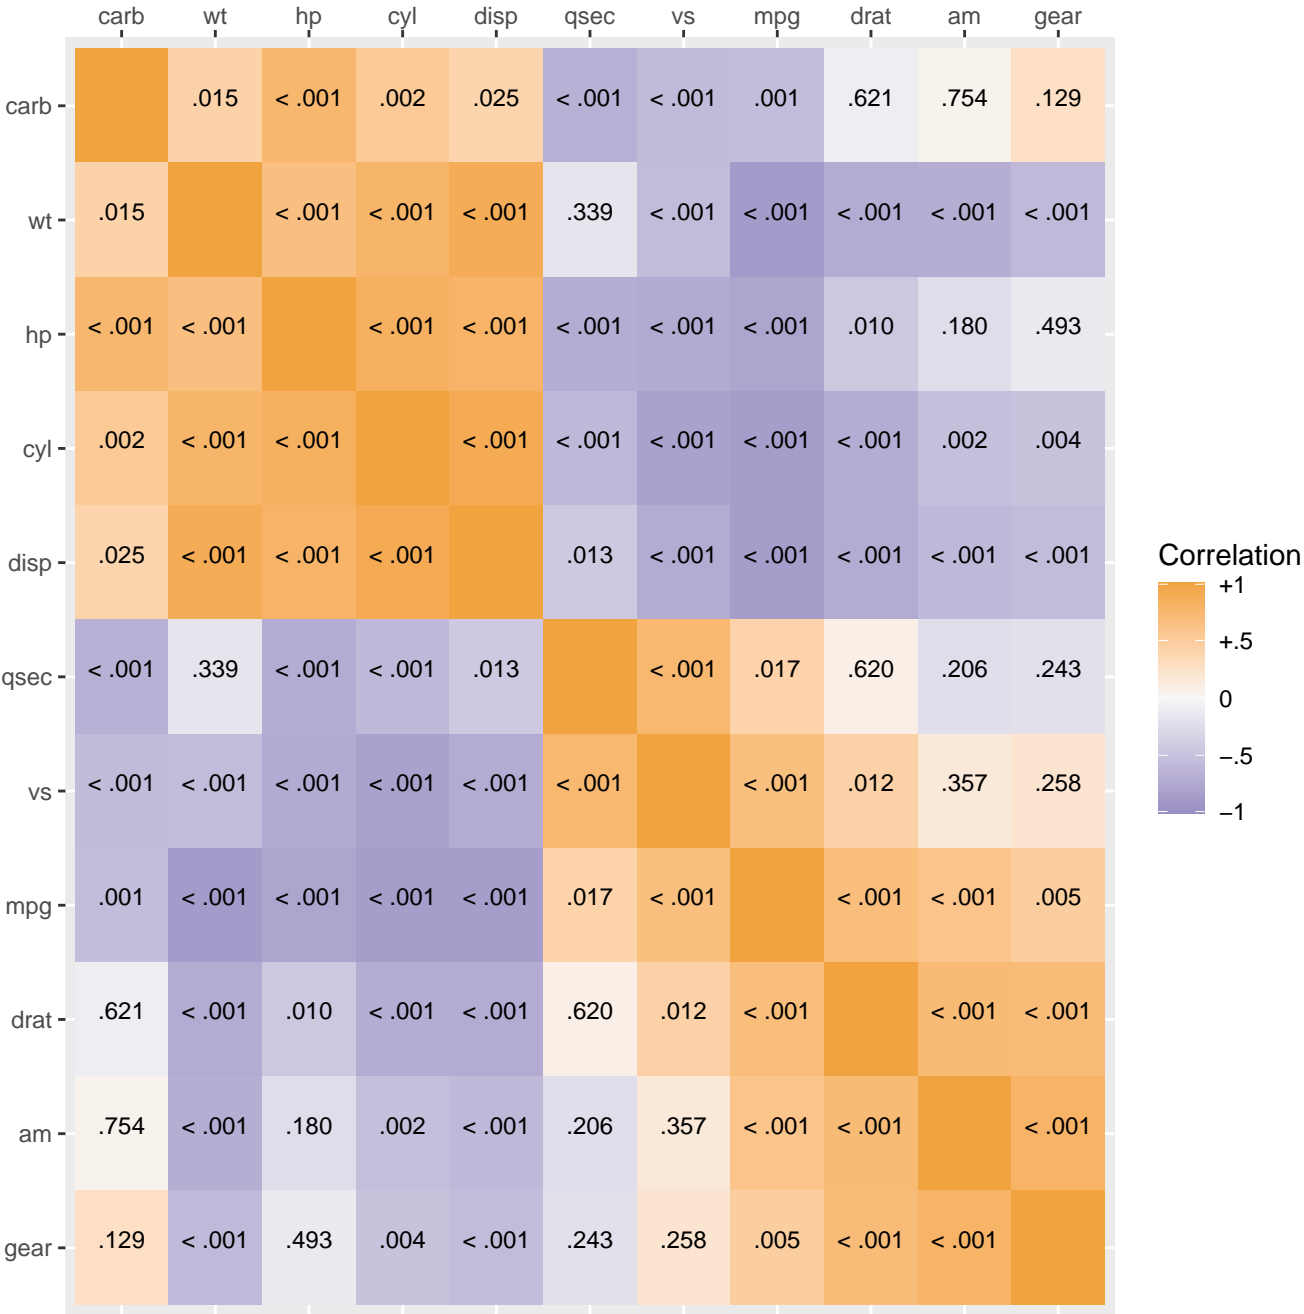 carb wt hp cyl disp qsec vs mpg drat am gear
carb .015 < .001 .002 .025 < .001 < .001 .001 .621 .754 .129
wt .015 < .001 < .001 < .001 .339 < .001 < .001 < .001 < .001 < .001
hp < .001 < .001 < .001 < .001 < .001 < .001 < .001 .010 .180 .493
cyl .002 < .001 < .001 < .001 < .001 < .001 < .001 < .001 .002 .004
disp .025 < .001 < .001 < .001 .013 < .001 < .001 < .001 < .001 < .001
qsec < .001 .339 < .001 < .001 .013 < .001 .017 .620 .206 .243
vs < .001 < .001 < .001 < .001 < .001 < .001 < .001 .012 .357 .258
mpg .001 < .001 < .001 < .001 < .001 .017 < .001 < .001 < .001 .005
drat .621 < .001 .010 < .001 < .001 .620 .012 < .001 < .001 < .001
am .754 < .001 .180 .002 < .001 .206 .357 < .001 < .001 < .001
gear .129 < .001 .493 .004 < .001 .243 .258 .005 < .001 < .001
Correlation
+1
+.5
0
−.5
−1